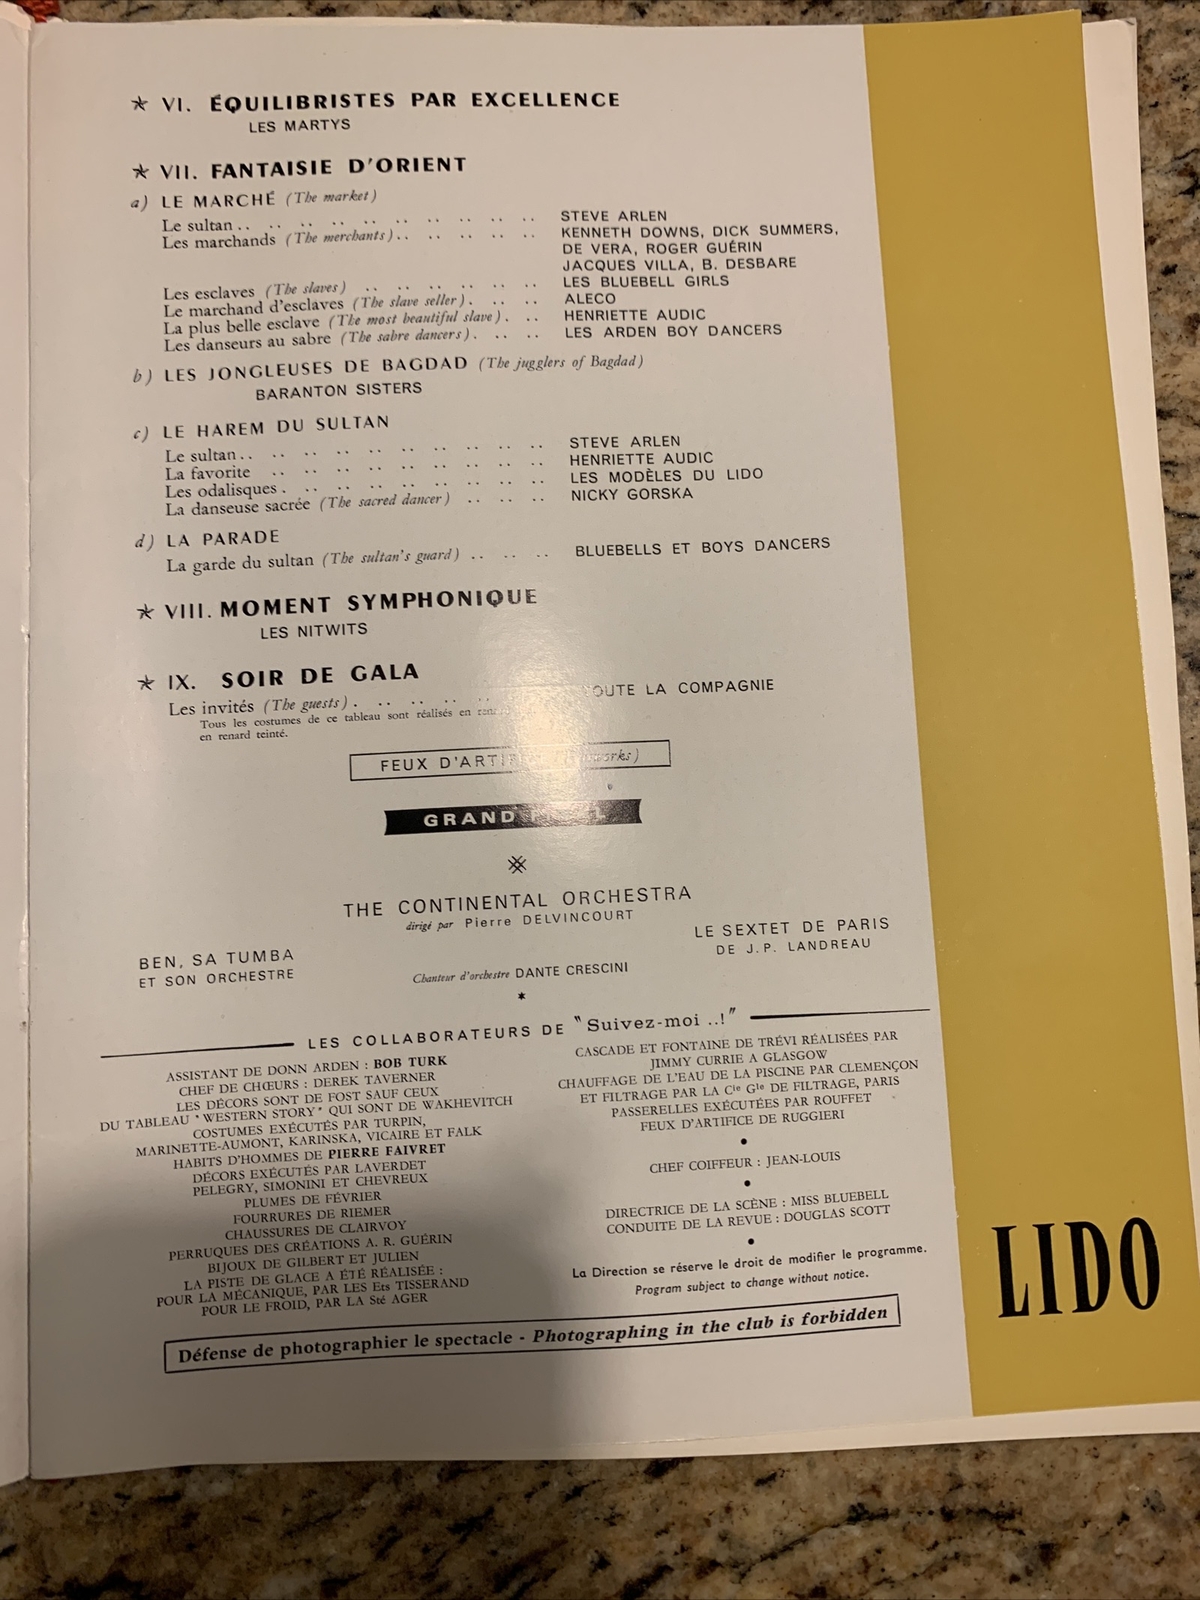 ★ VI. ÉQUILIBRISTES PAR EXCELLENCE
LES MARTYS
★ VII. FANTAISIE D'ORIENT
a) LE MARCHÉ (The market)
Le sultan .. .. .. .. .. .. .. .. .. .. STEVE ARLEN
Les marchands (The merchants) .. .. .. .. .. KENNETH DOWNS, DICK SUMMERS,
DE VERA, ROGER GUÉRIN
JACQUES VILLA, B. DESBARE
Les esclaves (The slaves) .. .. .. .. .. .. LES BLUEBELL GIRLS
Le marchand d'esclaves (The slave seller) . .. .. ALECO
La plus belle esclave (The most beautiful slave) . .. HENRIETTE AUDIC
Les danseurs au sabre (The sabre dancers) . .. .. LES ARDEN BOY DANCERS
b) LES JONGLEUSES DE BAGDAD (The jugglers of Bagdad)
BARANTON SISTERS
c) LE HAREM DU SULTAN
Le sultan .. .. .. .. .. .. .. .. .. .. STEVE ARLEN
La favorite .. .. .. .. .. .. .. .. .. HENRIETTE AUDIC
Les odalisques . .. .. .. .. .. .. .. .. LES MODÈLES DU LIDO
La danseuse sacrée (The sacred dancer) .. .. .. NICKY GORSKA
d) LA PARADE
La garde du sultan (The sultan's guard) .. .. .. BLUEBELLS ET BOYS DANCERS
★ VIII. MOMENT SYMPHONIQUE
LES NITWITS
★ IX. SOIR DE GALA
Les invités (The guests) . .. .. .. .. TOUTE LA COMPAGNIE
Tous les costumes de ce tableau sont réalisés en
en renard teinté.
FEUX D'ARTIFICE
GRAND
THE CONTINENTAL ORCHESTRA
dirigé par Pierre DELVINCOURT
BEN, SA TUMBA
ET SON ORCHESTRE
LE SEXTET DE PARIS
DE J.P. LANDREAU
Chanteur d'orchestre DANTE CRESCINI
LES COLLABORATEURS DE "Suivez-moi ..!"
ASSISTANT DE DONN ARDEN : BOB TURK
CHEF DE CHŒURS : DEREK TAVERNER
LES DÉCORS SONT DE FOST SAUF CEUX
DU TABLEAU "WESTERN STORY" QUI SONT DE WAKHEVITCH
COSTUMES EXÉCUTÉS PAR TURPIN,
MARINETTE-AUMONT, KARINSKA, VICAIRE ET FALK
HABITS D'HOMMES DE PIERRE FAIVRET
DÉCORS EXÉCUTÉS PAR LAVERDET
PELEGRY, SIMONINI ET CHEVREUX
PLUMES DE FÉVRIER
FOURRURES DE RIEMER
CHAUSSURES DE CLAIRVOY
PERRUQUES DES CRÉATIONS A. R. GUÉRIN
BIJOUX DE GILBERT ET JULIEN
LA PISTE DE GLACE A ÉTÉ RÉALISÉE :
POUR LA MÉCANIQUE, PAR LES Ets TISSERAND
POUR LE FROID, PAR LA Sté AGER
CASCADE ET FONTAINE DE TRÉVI RÉALISÉES PAR
JIMMY CURRIE A GLASGOW
CHAUFFAGE DE L'EAU DE LA PISCINE PAR CLEMENÇON
ET FILTRAGE PAR LA Cie Gle DE FILTRAGE, PARIS
PASSERELLES EXÉCUTÉES PAR ROUFFET
FEUX D'ARTIFICE DE RUGGIERI
CHEF COIFFEUR : JEAN-LOUIS
DIRECTRICE DE LA SCÈNE : MISS BLUEBELL
CONDUITE DE LA REVUE : DOUGLAS SCOTT
La Direction se réserve le droit de modifier le programme.
Program subject to change without notice.
Défense de photographier le spectacle - Photographing in the club is forbidden
LIDO